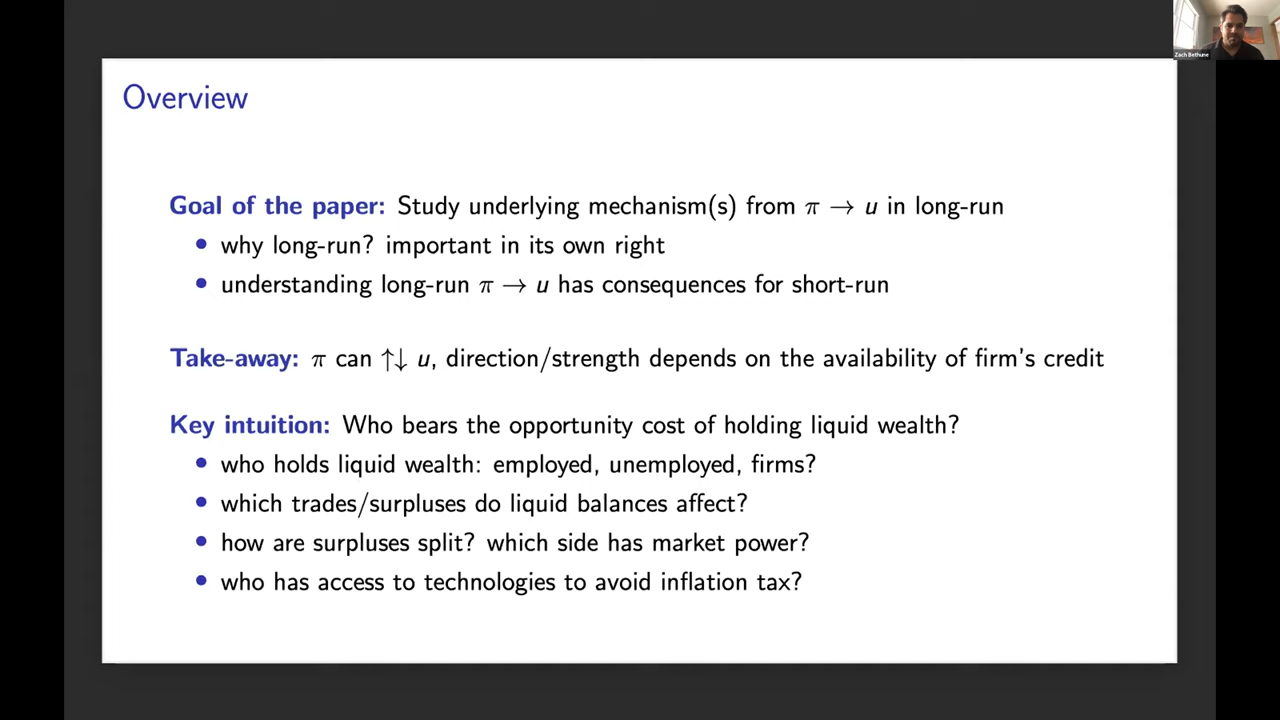 Zach Bethune
Overview
Goal of the paper: Study underlying mechanism(s) from π → u in long-run
• why long-run? important in its own right
• understanding long-run π → u has consequences for short-run
Take-away: π can ↑↓ u, direction/strength depends on the availability of firm's credit
Key intuition: Who bears the opportunity cost of holding liquid wealth?
• who holds liquid wealth: employed, unemployed, firms?
• which trades/surpluses do liquid balances affect?
• how are surpluses split? which side has market power?
• who has access to technologies to avoid inflation tax?